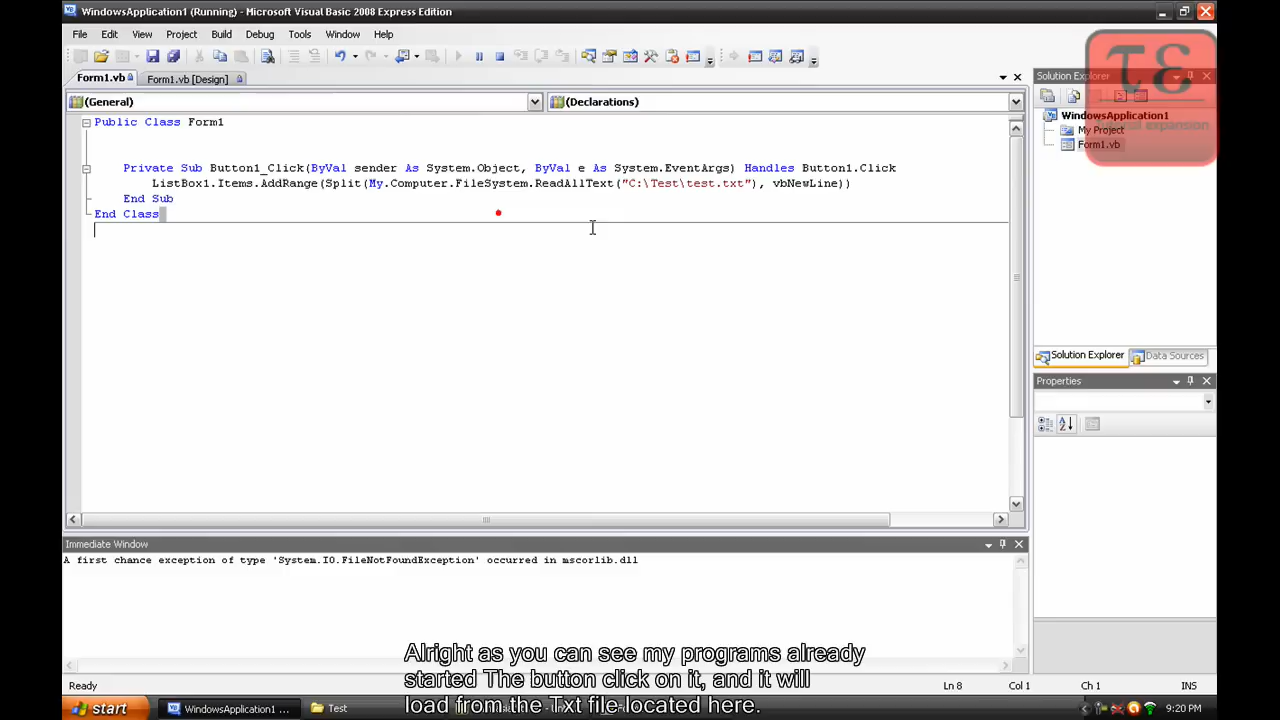 WindowsApplication1 (Running) - Microsoft Visual Basic 2008 Express Edition
File Edit View Project Build Debug Tools Window Help
Form1.vb Form1.vb [Design]
(General) (Declarations)
Public Class Form1
Private Sub Button1_Click(ByVal sender As System.Object, ByVal e As System.EventArgs) Handles Button1.Click
ListBox1.Items.AddRange(Split(My.Computer.FileSystem.ReadAllText("C:\Test\test.txt"), vbNewLine))
End Sub
End Class
Solution Explorer
τε
WindowsApplication1
expansion
My Project
Form1.vb
Solution Explorer Data Sources
Properties
Immediate Window
A first chance exception of type 'System.IO.FileNotFoundException' occurred in mscorlib.dll
Alright as you can see my programs already
started The button click on it, and it will
load from the Txt file located here.
Ready Ln 8 Col 1 Ch 1 INS
start WindowsApplication1 ... Test 9:20 PM